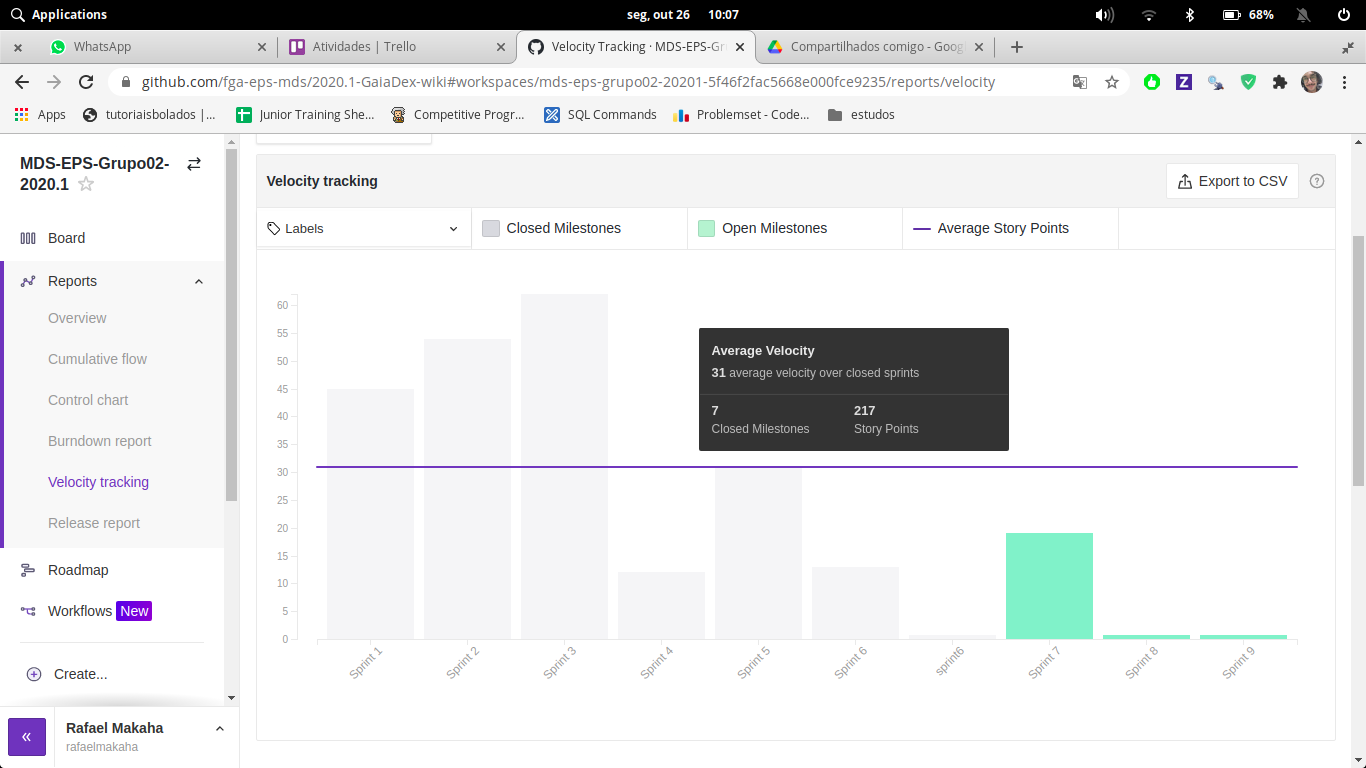 Applications
seg, out 26 10:07
68%
WhatsApp
Atividades | Trello
Velocity Tracking · MDS-EPS-Gr
Compartilhados comigo - Goog
github.com/fga-eps-mds/2020.1-GaiaDex-wiki#workspaces/mds-eps-grupo02-20201-5f46f2fac5668e000fce9235/reports/velocity
Apps
tutoriaisbolados |...
Junior Training She...
Competitive Progr...
SQL Commands
Problemset - Code...
estudos
MDS-EPS-Grupo02-
2020.1
Board
Reports
Overview
Cumulative flow
Control chart
Burndown report
Velocity tracking
Release report
Roadmap
Workflows New
Create...
Rafael Makaha
rafaelmakaha
Velocity tracking
Export to CSV
Labels
Closed Milestones
Open Milestones
Average Story Points
60
55
50
45
40
35
30
25
20
15
10
5
0
Average Velocity
31 average velocity over closed sprints
7
Closed Milestones
217
Story Points
Sprint 1
Sprint 2
Sprint 3
Sprint 4
Sprint 5
Sprint 6
sprint6
Sprint 7
Sprint 8
Sprint 9